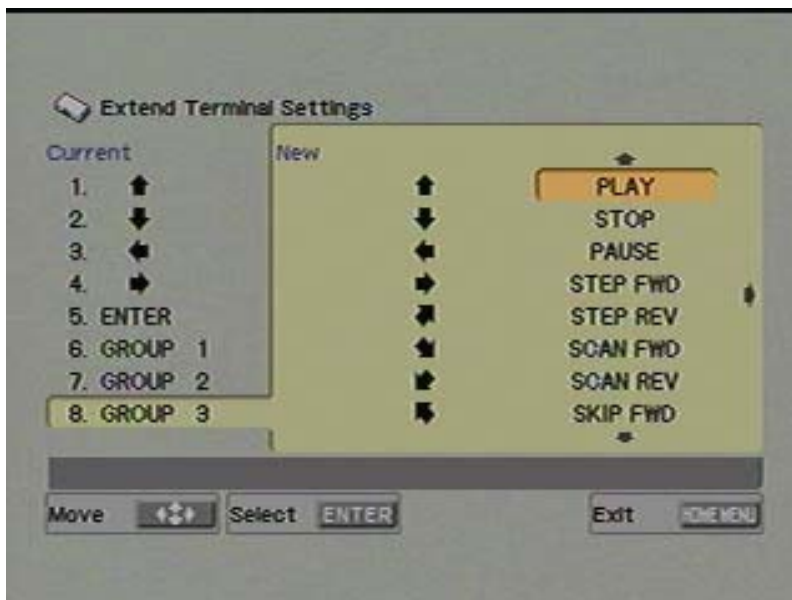 Extend Terminal Settings
Current New
1. ⬆ ⬆ PLAY
2. ⬇ ⬇ STOP
3. ⬅ ⬅ PAUSE
4. ➡ ➡ STEP FWD
5. ENTER STEP REV
6. GROUP 1 SCAN FWD
7. GROUP 2 SCAN REV
8. GROUP 3 SKIP FWD
Move Select ENTER Exit HOME MENU